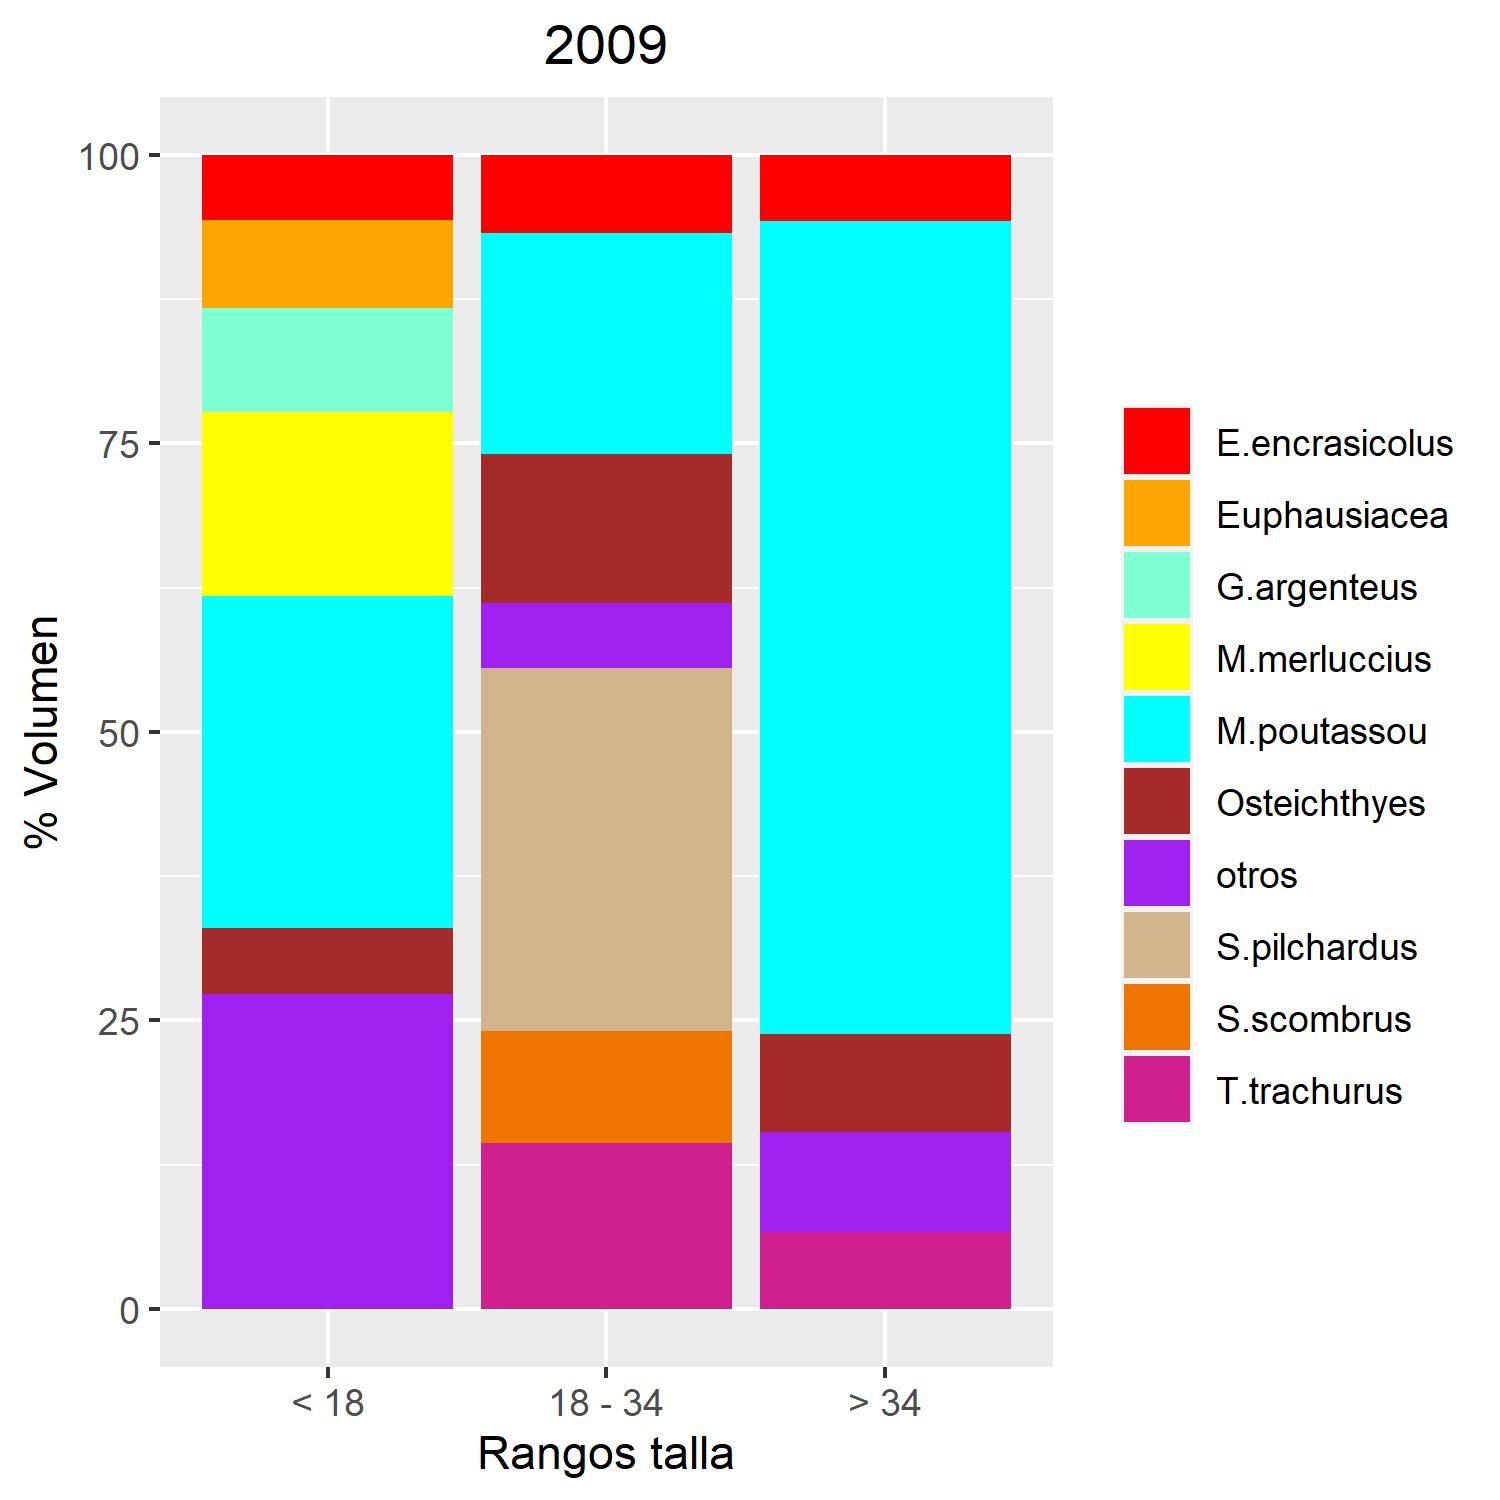 2009
% Volumen
100
75
50
25
0
< 18
18 - 34
> 34
Rangos talla
E.encrasicolus
Euphausiacea
G.argenteus
M.merluccius
M.poutassou
Osteichthyes
otros
S.pilchardus
S.scombrus
T.trachurus